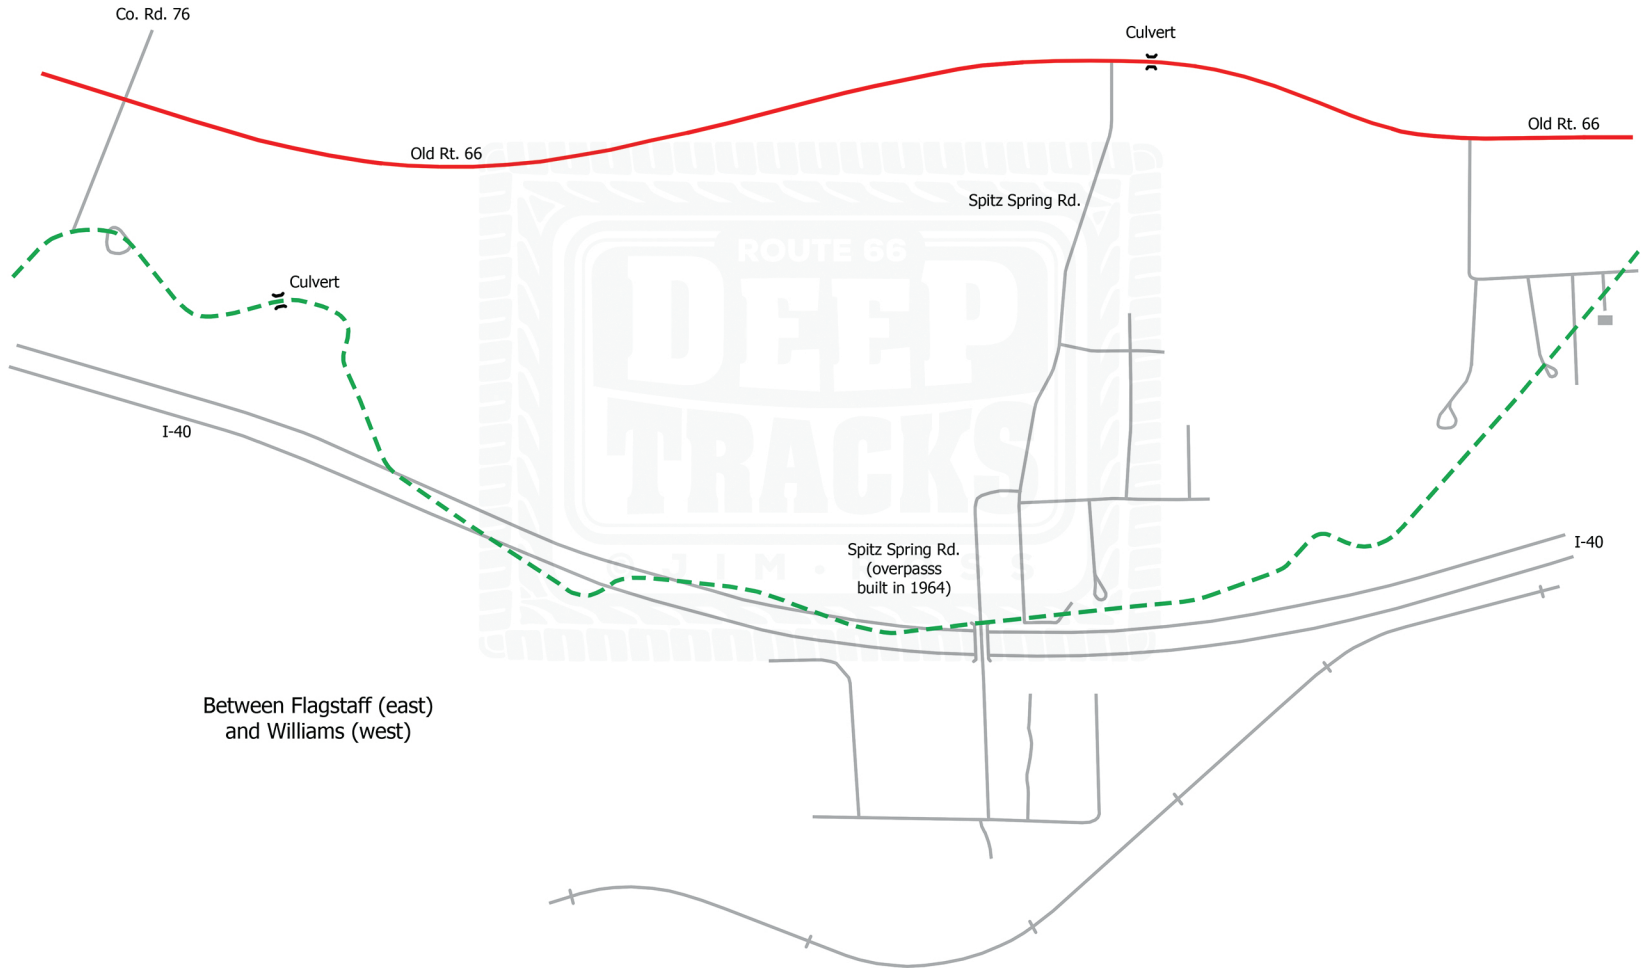 Co. Rd. 76
Culvert
Old Rt. 66
Old Rt. 66
Spitz Spring Rd.
ROUTE 66
DEEP
TRACKS
Culvert
I-40
Spitz Spring Rd.
(overpasss
built in 1964)
I-40
Between Flagstaff (east)
and Williams (west)